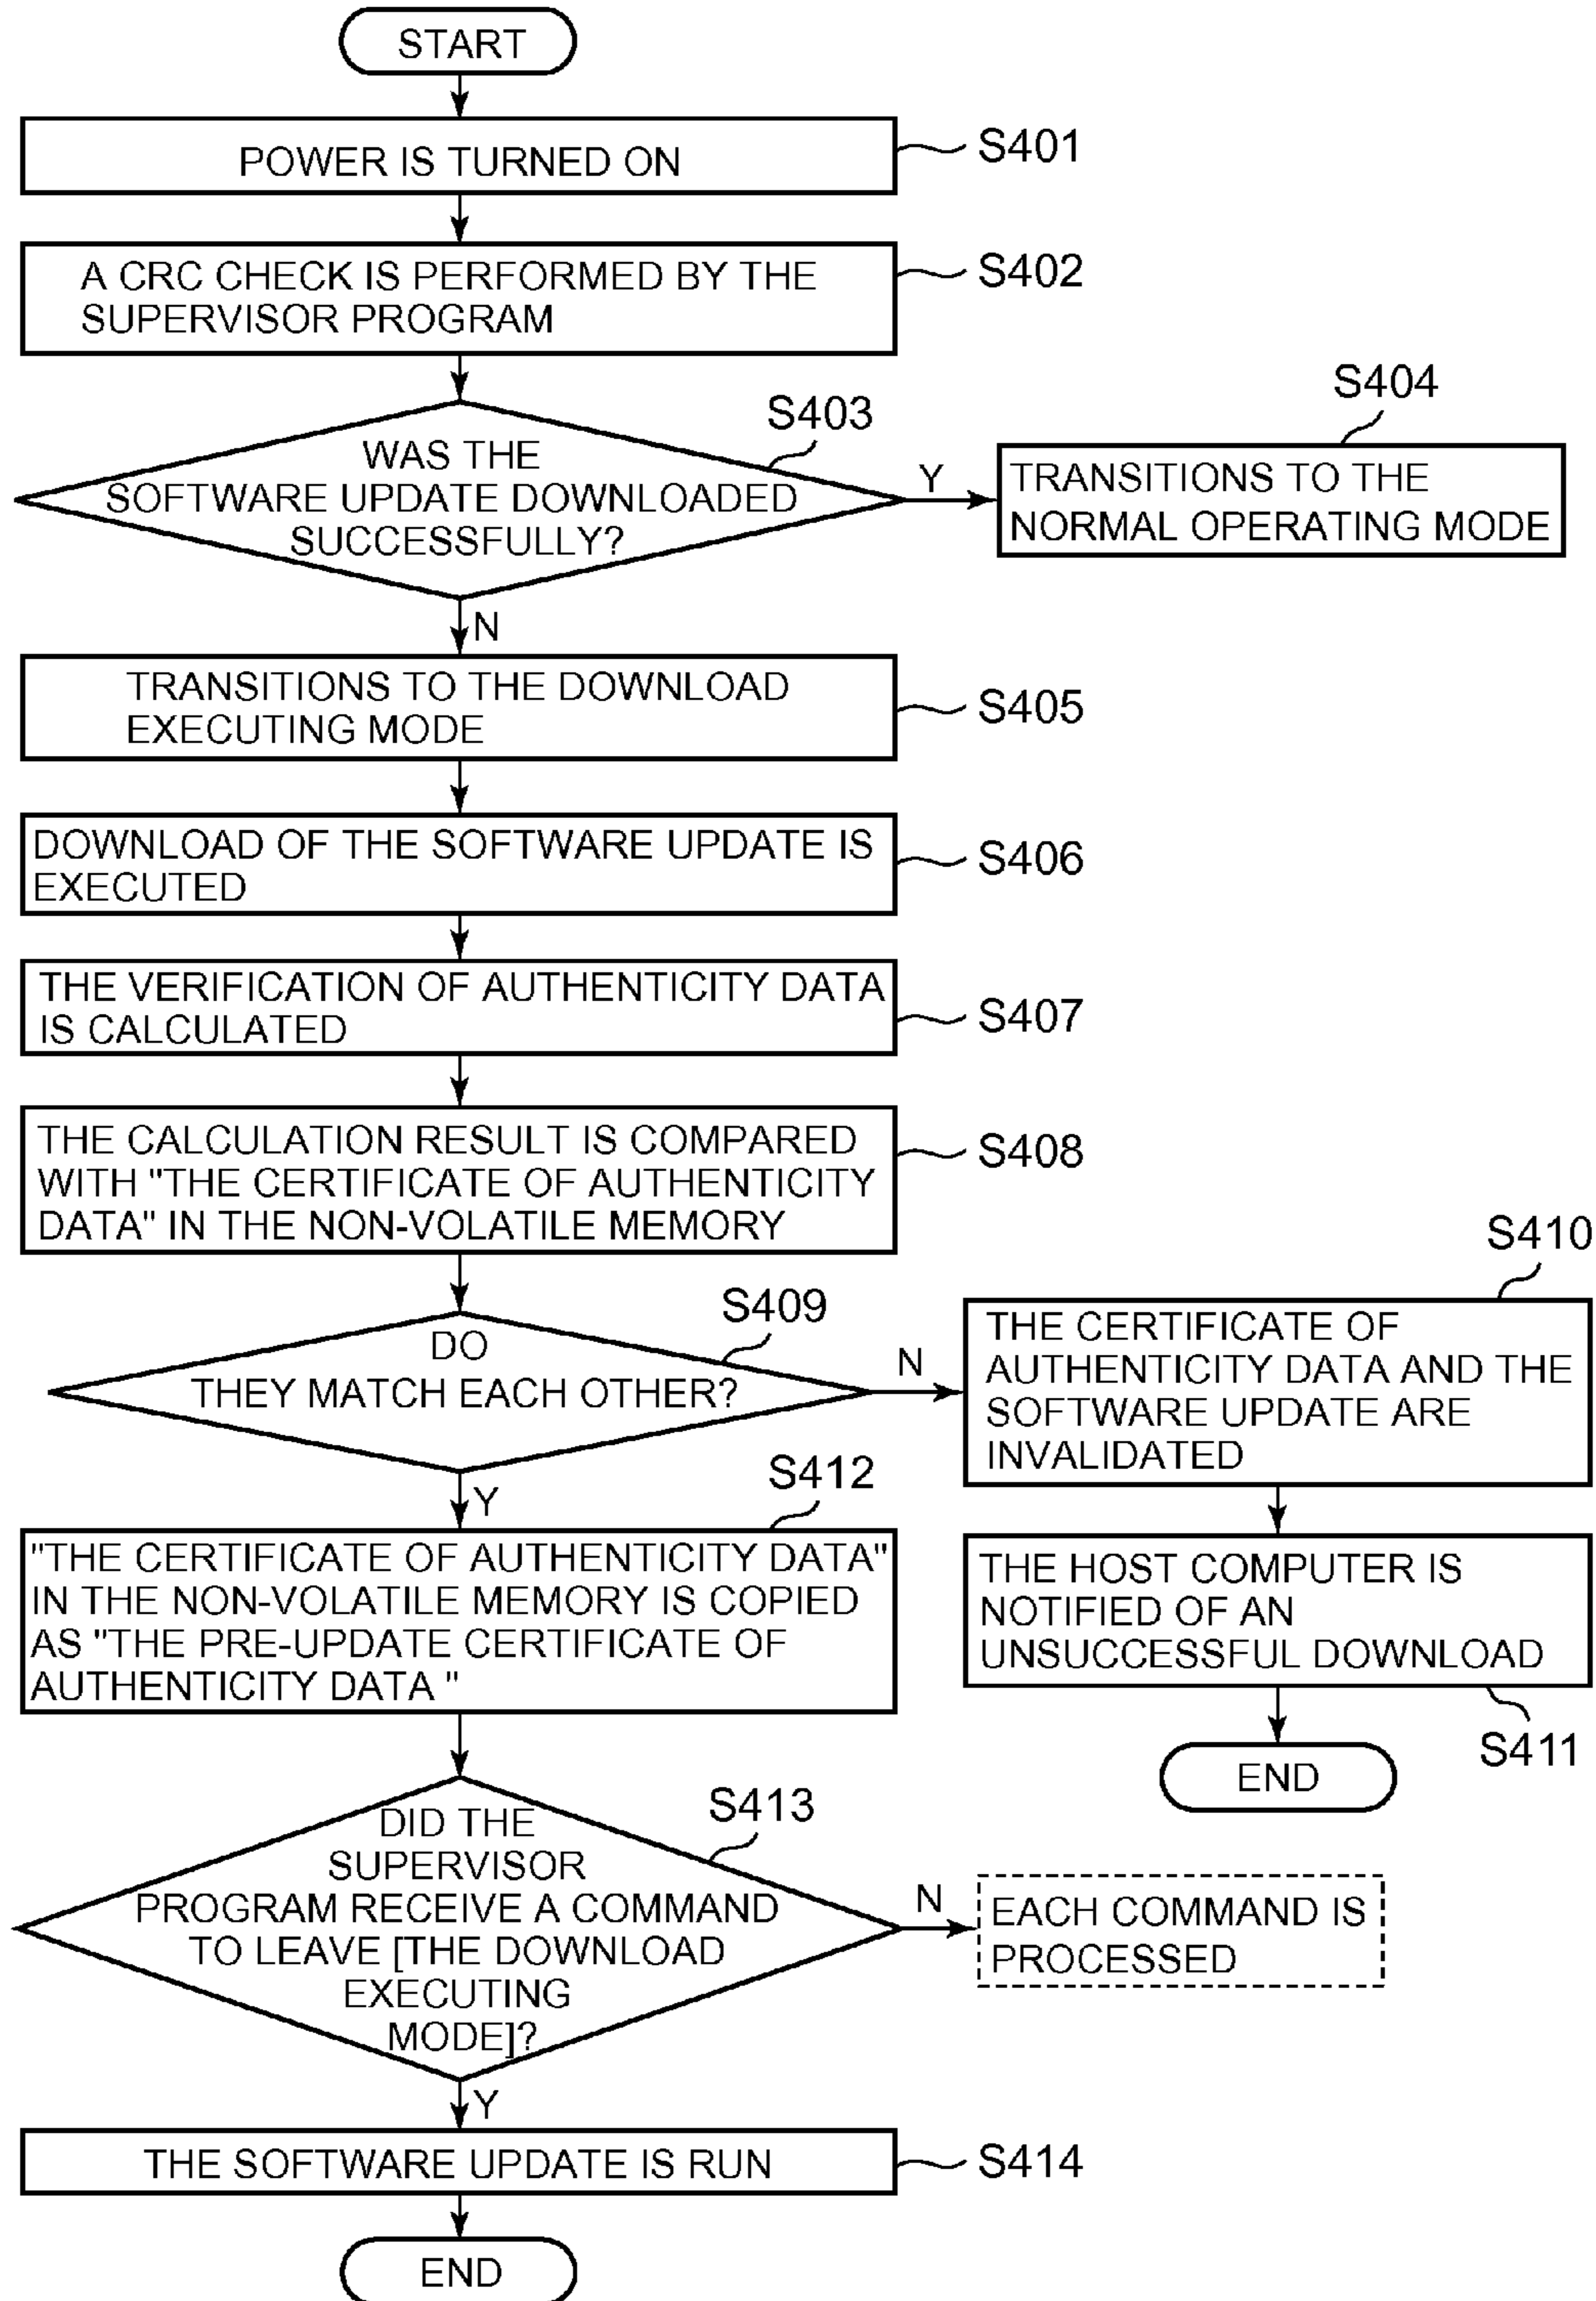 START
POWER IS TURNED ON
S401
A CRC CHECK IS PERFORMED BY THE
SUPERVISOR PROGRAM
S402
WAS THE
SOFTWARE UPDATE DOWNLOADED
SUCCESSFULLY?
S403
Y
S404
TRANSITIONS TO THE
NORMAL OPERATING MODE
N
TRANSITIONS TO THE DOWNLOAD
EXECUTING MODE
S405
DOWNLOAD OF THE SOFTWARE UPDATE IS
EXECUTED
S406
THE VERIFICATION OF AUTHENTICITY DATA
IS CALCULATED
S407
THE CALCULATION RESULT IS COMPARED
WITH "THE CERTIFICATE OF AUTHENTICITY
DATA" IN THE NON-VOLATILE MEMORY
S408
DO
THEY MATCH EACH OTHER?
S409
N
S410
THE CERTIFICATE OF
AUTHENTICITY DATA AND THE
SOFTWARE UPDATE ARE
INVALIDATED
THE HOST COMPUTER IS
NOTIFIED OF AN
UNSUCCESSFUL DOWNLOAD
S411
END
Y
S412
"THE CERTIFICATE OF AUTHENTICITY DATA"
IN THE NON-VOLATILE MEMORY IS COPIED
AS "THE PRE-UPDATE CERTIFICATE OF
AUTHENTICITY DATA "
DID THE
SUPERVISOR
PROGRAM RECEIVE A COMMAND
TO LEAVE [THE DOWNLOAD
EXECUTING
MODE]?
S413
N
EACH COMMAND IS
PROCESSED
Y
THE SOFTWARE UPDATE IS RUN
S414
END